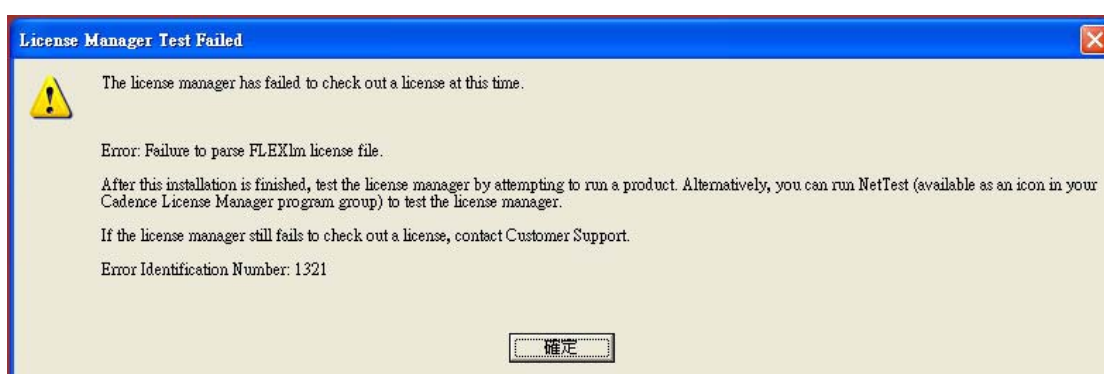 License Manager Test Failed
The license manager has failed to check out a license at this time.
Error: Failure to parse FLEXlm license file.
After this installation is finished, test the license manager by attempting to run a product. Alternatively, you can run NetTest (available as an icon in your
Cadence License Manager program group) to test the license manager.
If the license manager still fails to check out a license, contact Customer Support.
Error Identification Number: 1321
確定